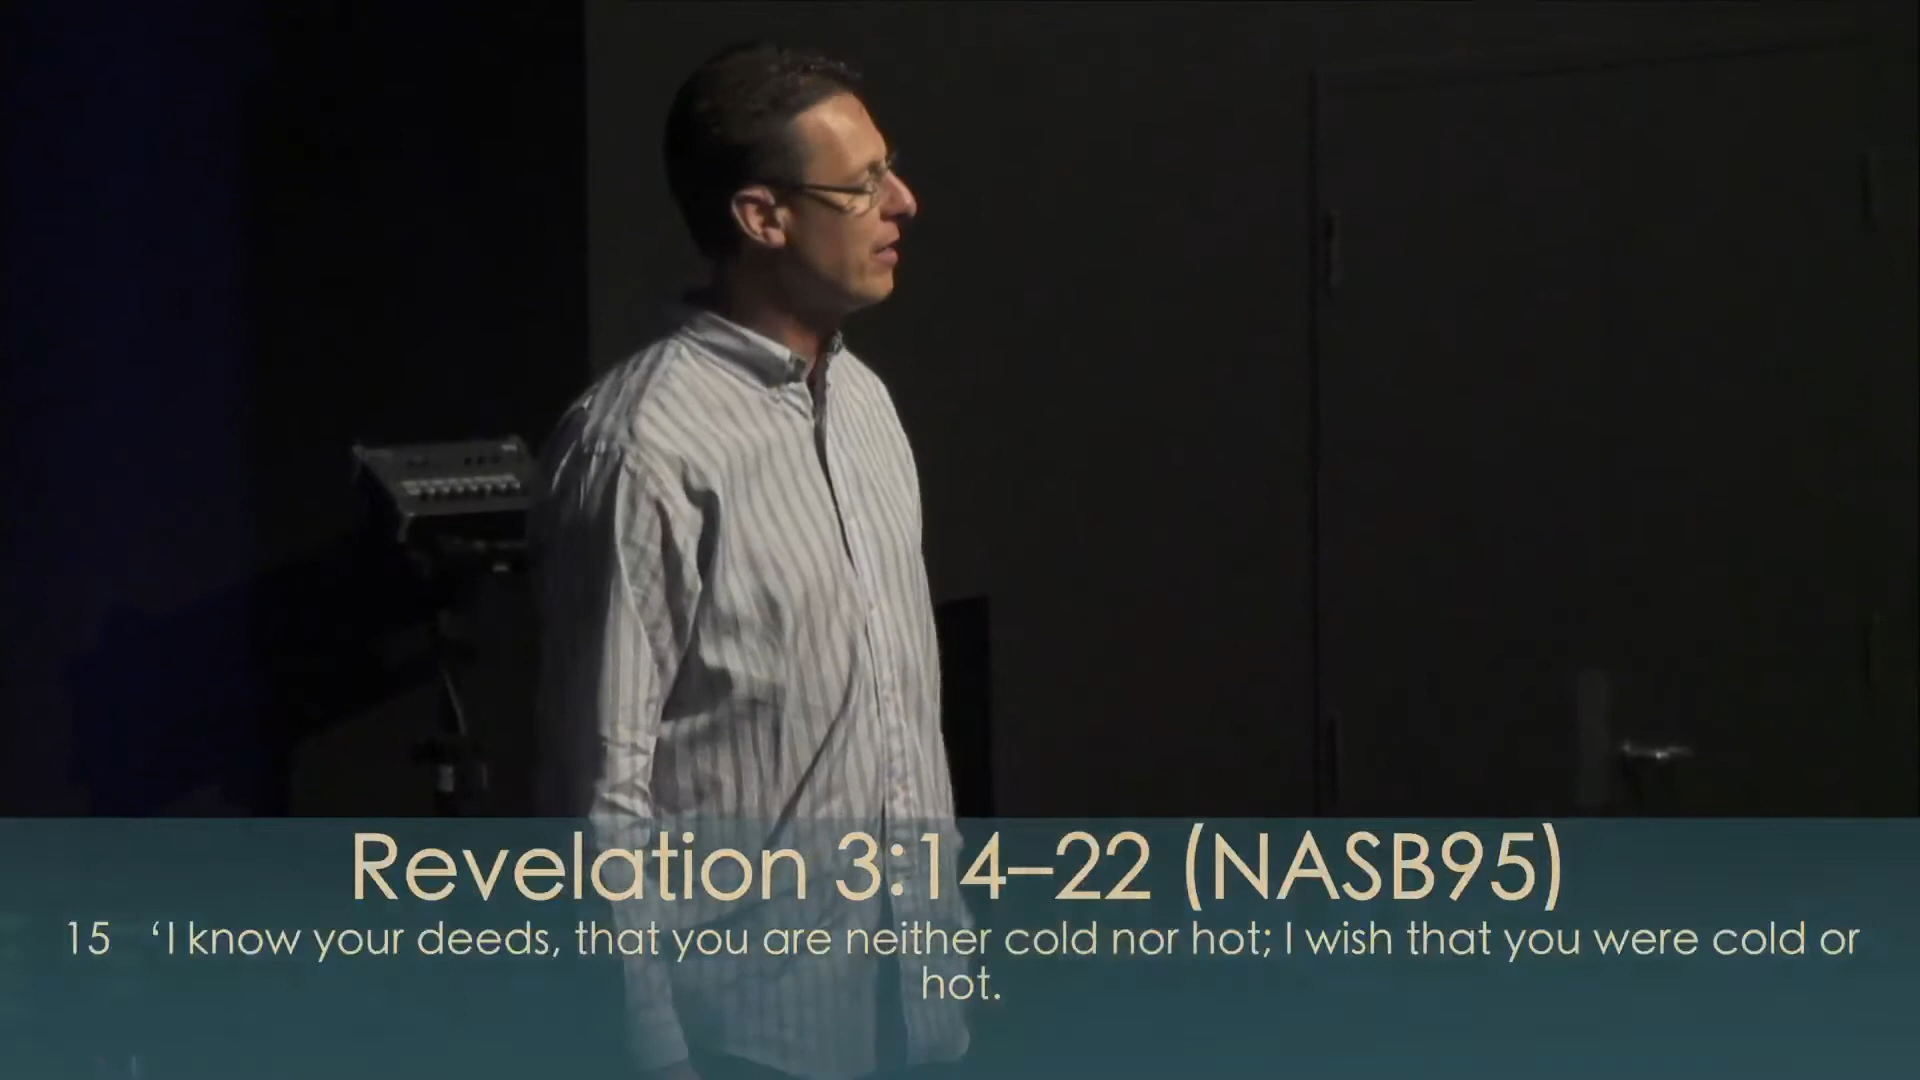 Revelation 3:14–22 (NASB95)
15 ‘I know your deeds, that you are neither cold nor hot; I wish that you were cold or
hot.